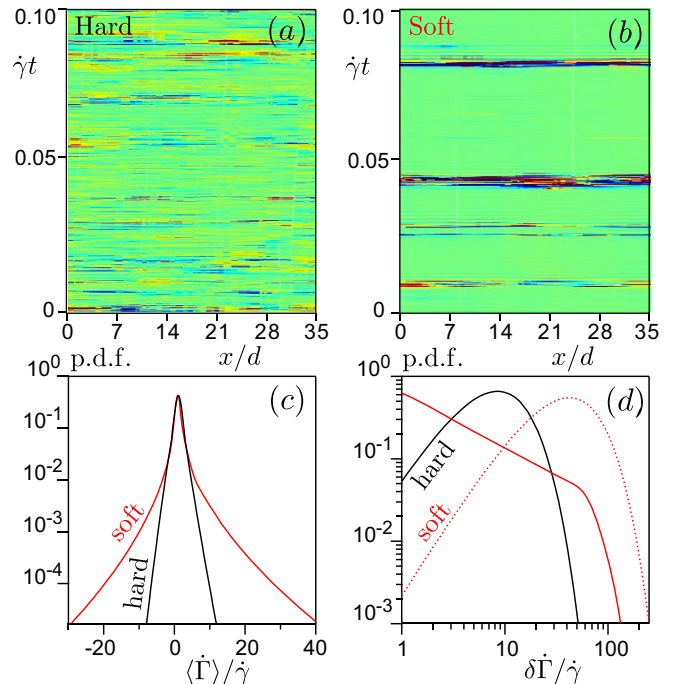 0.10 Hard (a)
γ̇t
0.05
0
0 7 14 21 28 35
x/d
0.10 Soft (b)
γ̇t
0.05
0
0 7 14 21 28 35
x/d
p.d.f. (c)
10^0
10^-1
10^-2
10^-3
10^-4
soft
hard
-20 0 20 40
⟨Γ̇⟩/γ̇
p.d.f. (d)
10^0
10^-1
10^-2
10^-3
hard
soft
1 10 100
δΓ̇/γ̇